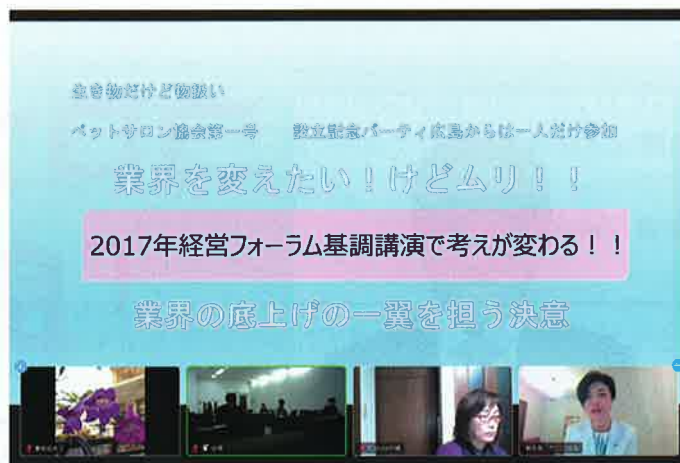 生き物だけど物扱い
ペットサロン協会第一号 設立記念パーティ広島からは一人だけ参加
業界を変えたい！けどムリ！！
2017年経営フォーラム基調講演で考えが変わる！！
業界の底上げの一翼を担う決意